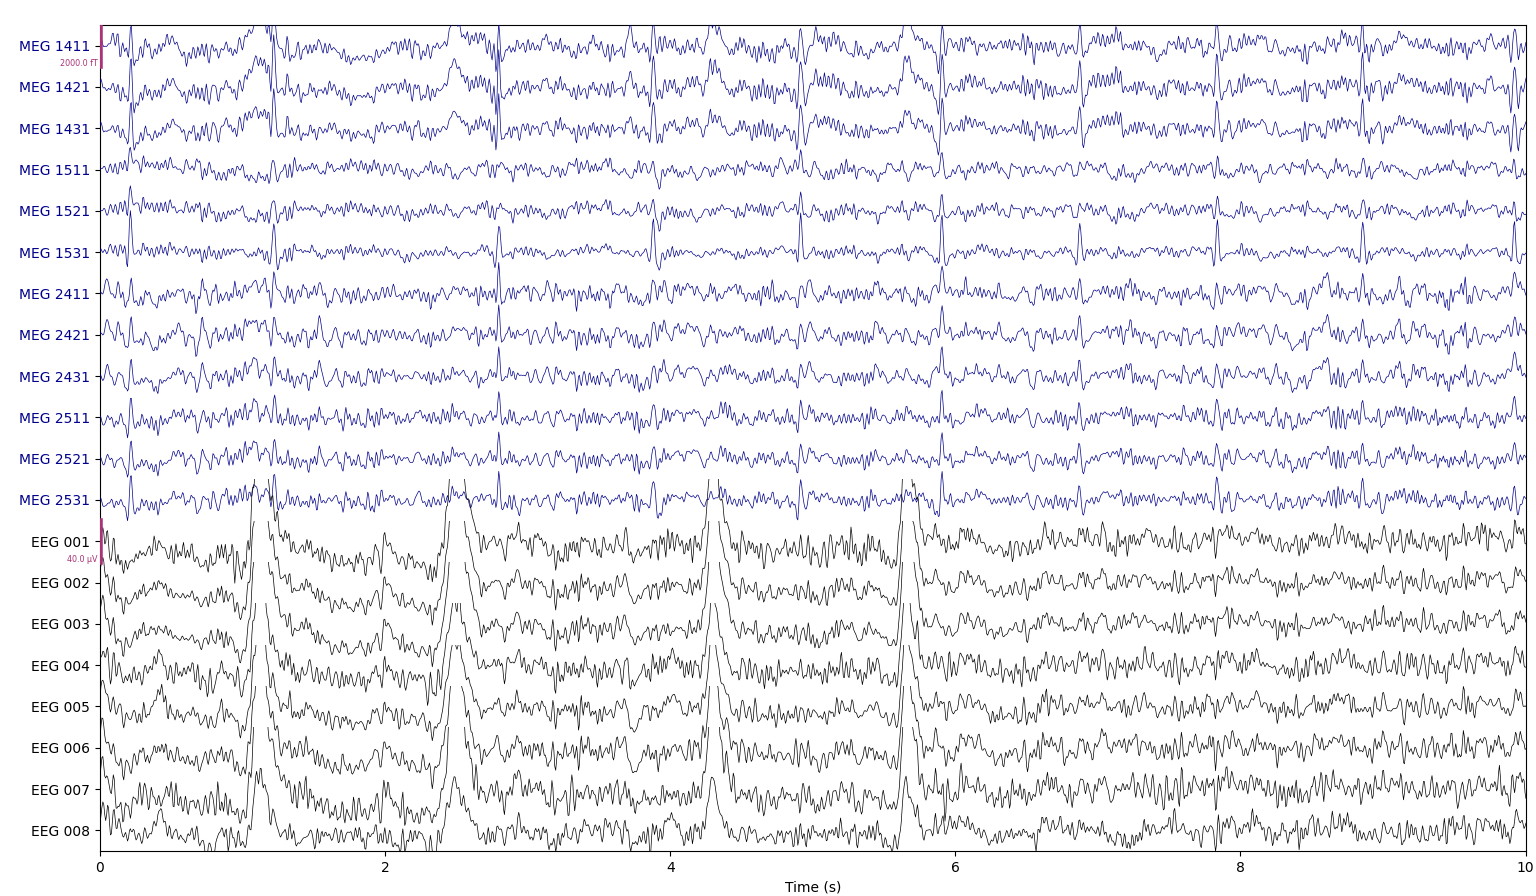 MEG 1411
2000.0 fT
MEG 1421
MEG 1431
MEG 1511
MEG 1521
MEG 1531
MEG 2411
MEG 2421
MEG 2431
MEG 2511
MEG 2521
MEG 2531
EEG 001
40.0 µV
EEG 002
EEG 003
EEG 004
EEG 005
EEG 006
EEG 007
EEG 008
0 2 4 6 8 10
Time (s)